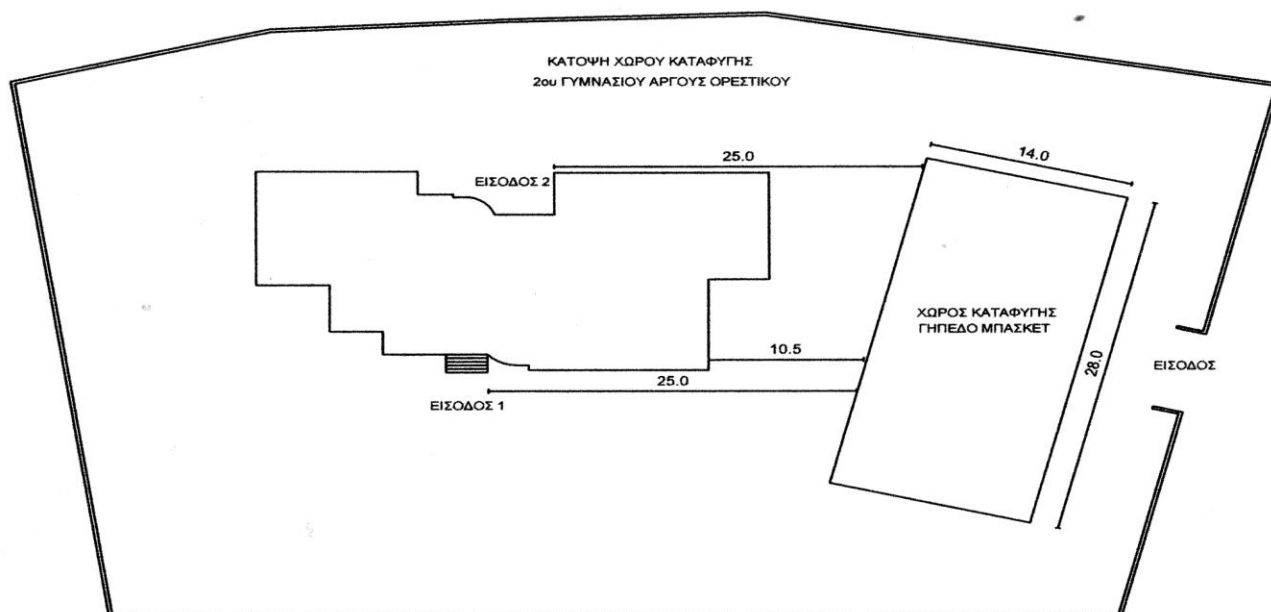 ΚΑΤΟΨΗ ΧΩΡΟΥ ΚΑΤΑΦΥΓΗΣ
2ου ΓΥΜΝΑΣΙΟΥ ΑΡΓΟΥΣ ΟΡΕΣΤΙΚΟΥ
25.0
14.0
ΕΙΣΟΔΟΣ 2
ΧΩΡΟΣ ΚΑΤΑΦΥΓΗΣ
ΓΗΠΕΔΟ ΜΠΑΣΚΕΤ
10.5
28.0
ΕΙΣΟΔΟΣ
25.0
ΕΙΣΟΔΟΣ 1